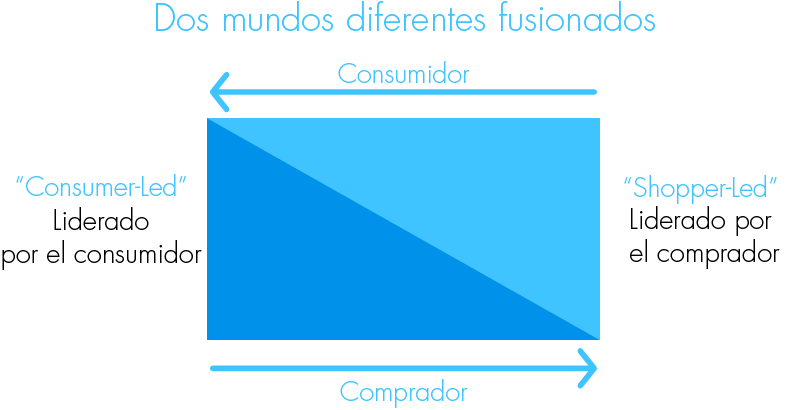 Dos mundos diferentes fusionados
Consumidor
“Consumer-Led”
Liderado
por el consumidor
“Shopper-Led”
Liderado por
el comprador
Comprador